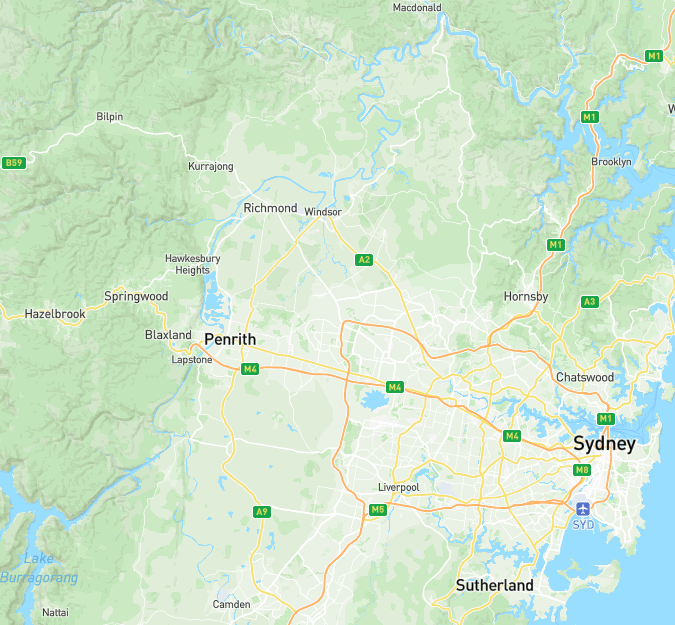 Macdonald
M1
M1
Bilpin
B59
Kurrajong
Brooklyn
Richmond
Windsor
M1
A2
Hawkesbury
Heights
Springwood
Hornsby
A3
Hazelbrook
Blaxland
Penrith
Lapstone
M4
Chatswood
M4
M1
M4
Sydney
M8
Liverpool
A9
M5
SYD
Lake
Burragorang
Sutherland
Camden
Nattai